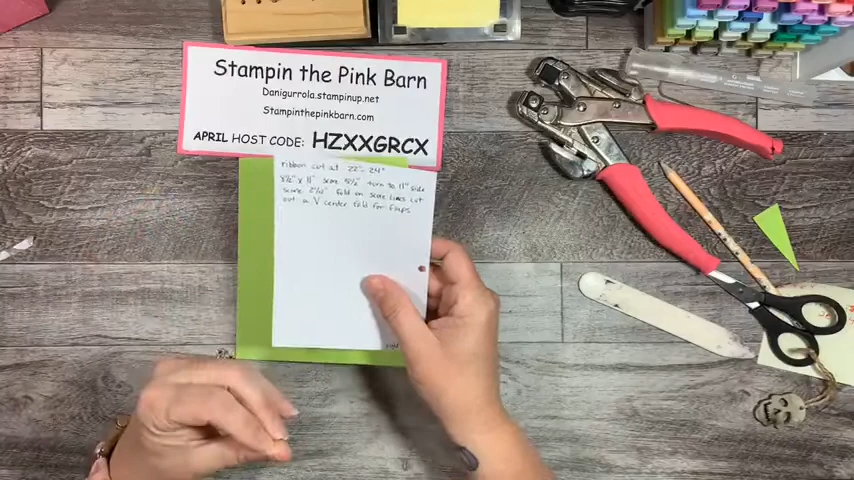 Stampin the Pink Barn
Danigurrola.stampinup.net
Stampinthepinkbarn.com
APRIL HOST CODE: HZXXGRCX
ribbon cut at 22"- 24"
8½" x 11" score 5½" turn to 11" side
score 2⅛" fold on score lines cut
out a V center fold for flaps